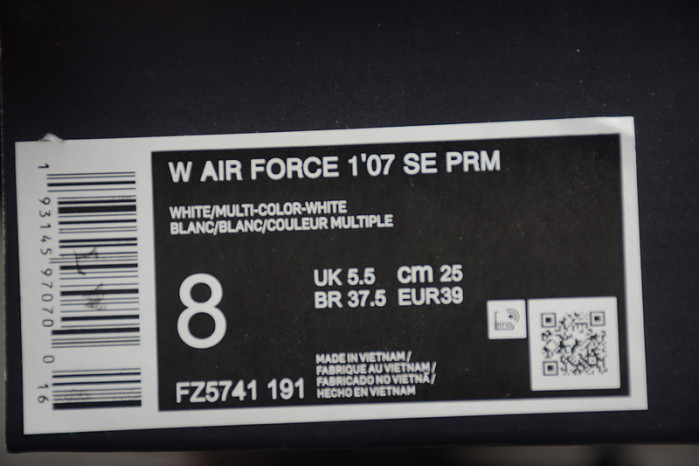 W AIR FORCE 1'07 SE PRM
WHITE/MULTI-COLOR-WHITE
BLANC/BLANC/COULEUR MULTIPLE
8
UK 5.5 cm 25
BR 37.5 EUR39
MADE IN VIETNAM/
FABRIQUE AU VIETNAM/
FABRICADO NO VIETNÃ/
HECHO EN VIETNAM
FZ5741 191
1 93145 97070 0 16